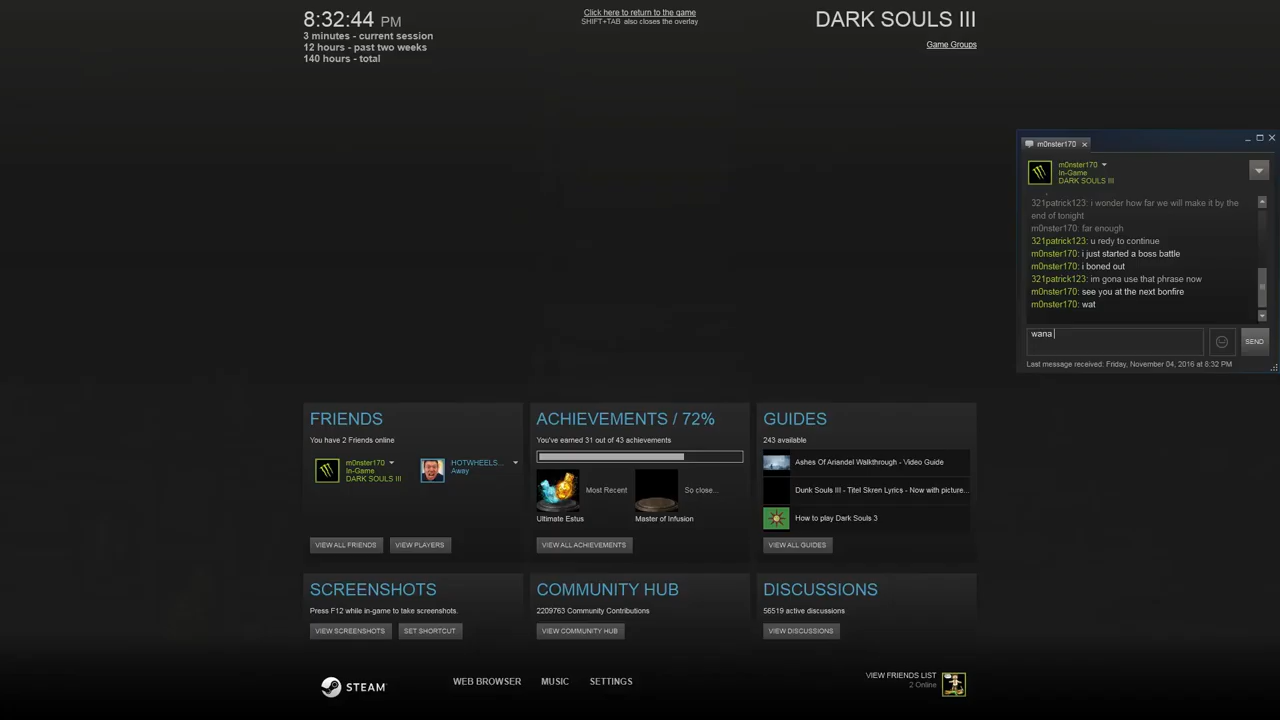 8:32:44 PM
3 minutes - current session
12 hours - past two weeks
140 hours - total
Click here to return to the game
SHIFT+TAB also closes the overlay
DARK SOULS III
Game Groups
m0nster170
m0nster170
In-Game
DARK SOULS III
321patrick123: i wonder how far we will make it by the
end of tonight
m0nster170: far enough
321patrick123: u redy to continue
m0nster170: i just started a boss battle
m0nster170: i boned out
321patrick123: im gona use that phrase now
m0nster170: see you at the next bonfire
m0nster170: wat
wana
SEND
Last message received: Friday, November 04, 2016 at 8:32 PM
FRIENDS
You have 2 Friends online
m0nster170
In-Game
DARK SOULS III
HOTWHEELS...
Away
VIEW ALL FRIENDS
VIEW PLAYERS
ACHIEVEMENTS / 72%
You've earned 31 out of 43 achievements
Most Recent
So close...
Ultimate Estus
Master of Infusion
VIEW ALL ACHIEVEMENTS
GUIDES
243 available
Ashes Of Ariandel Walkthrough - Video Guide
Dunk Souls III - Titel Skren Lyrics - Now with picture...
How to play Dark Souls 3
VIEW ALL GUIDES
SCREENSHOTS
Press F12 while in-game to take screenshots.
VIEW SCREENSHOTS
SET SHORTCUT
COMMUNITY HUB
2209763 Community Contributions
VIEW COMMUNITY HUB
DISCUSSIONS
56519 active discussions
VIEW DISCUSSIONS
STEAM
WEB BROWSER
MUSIC
SETTINGS
VIEW FRIENDS LIST
2 Online